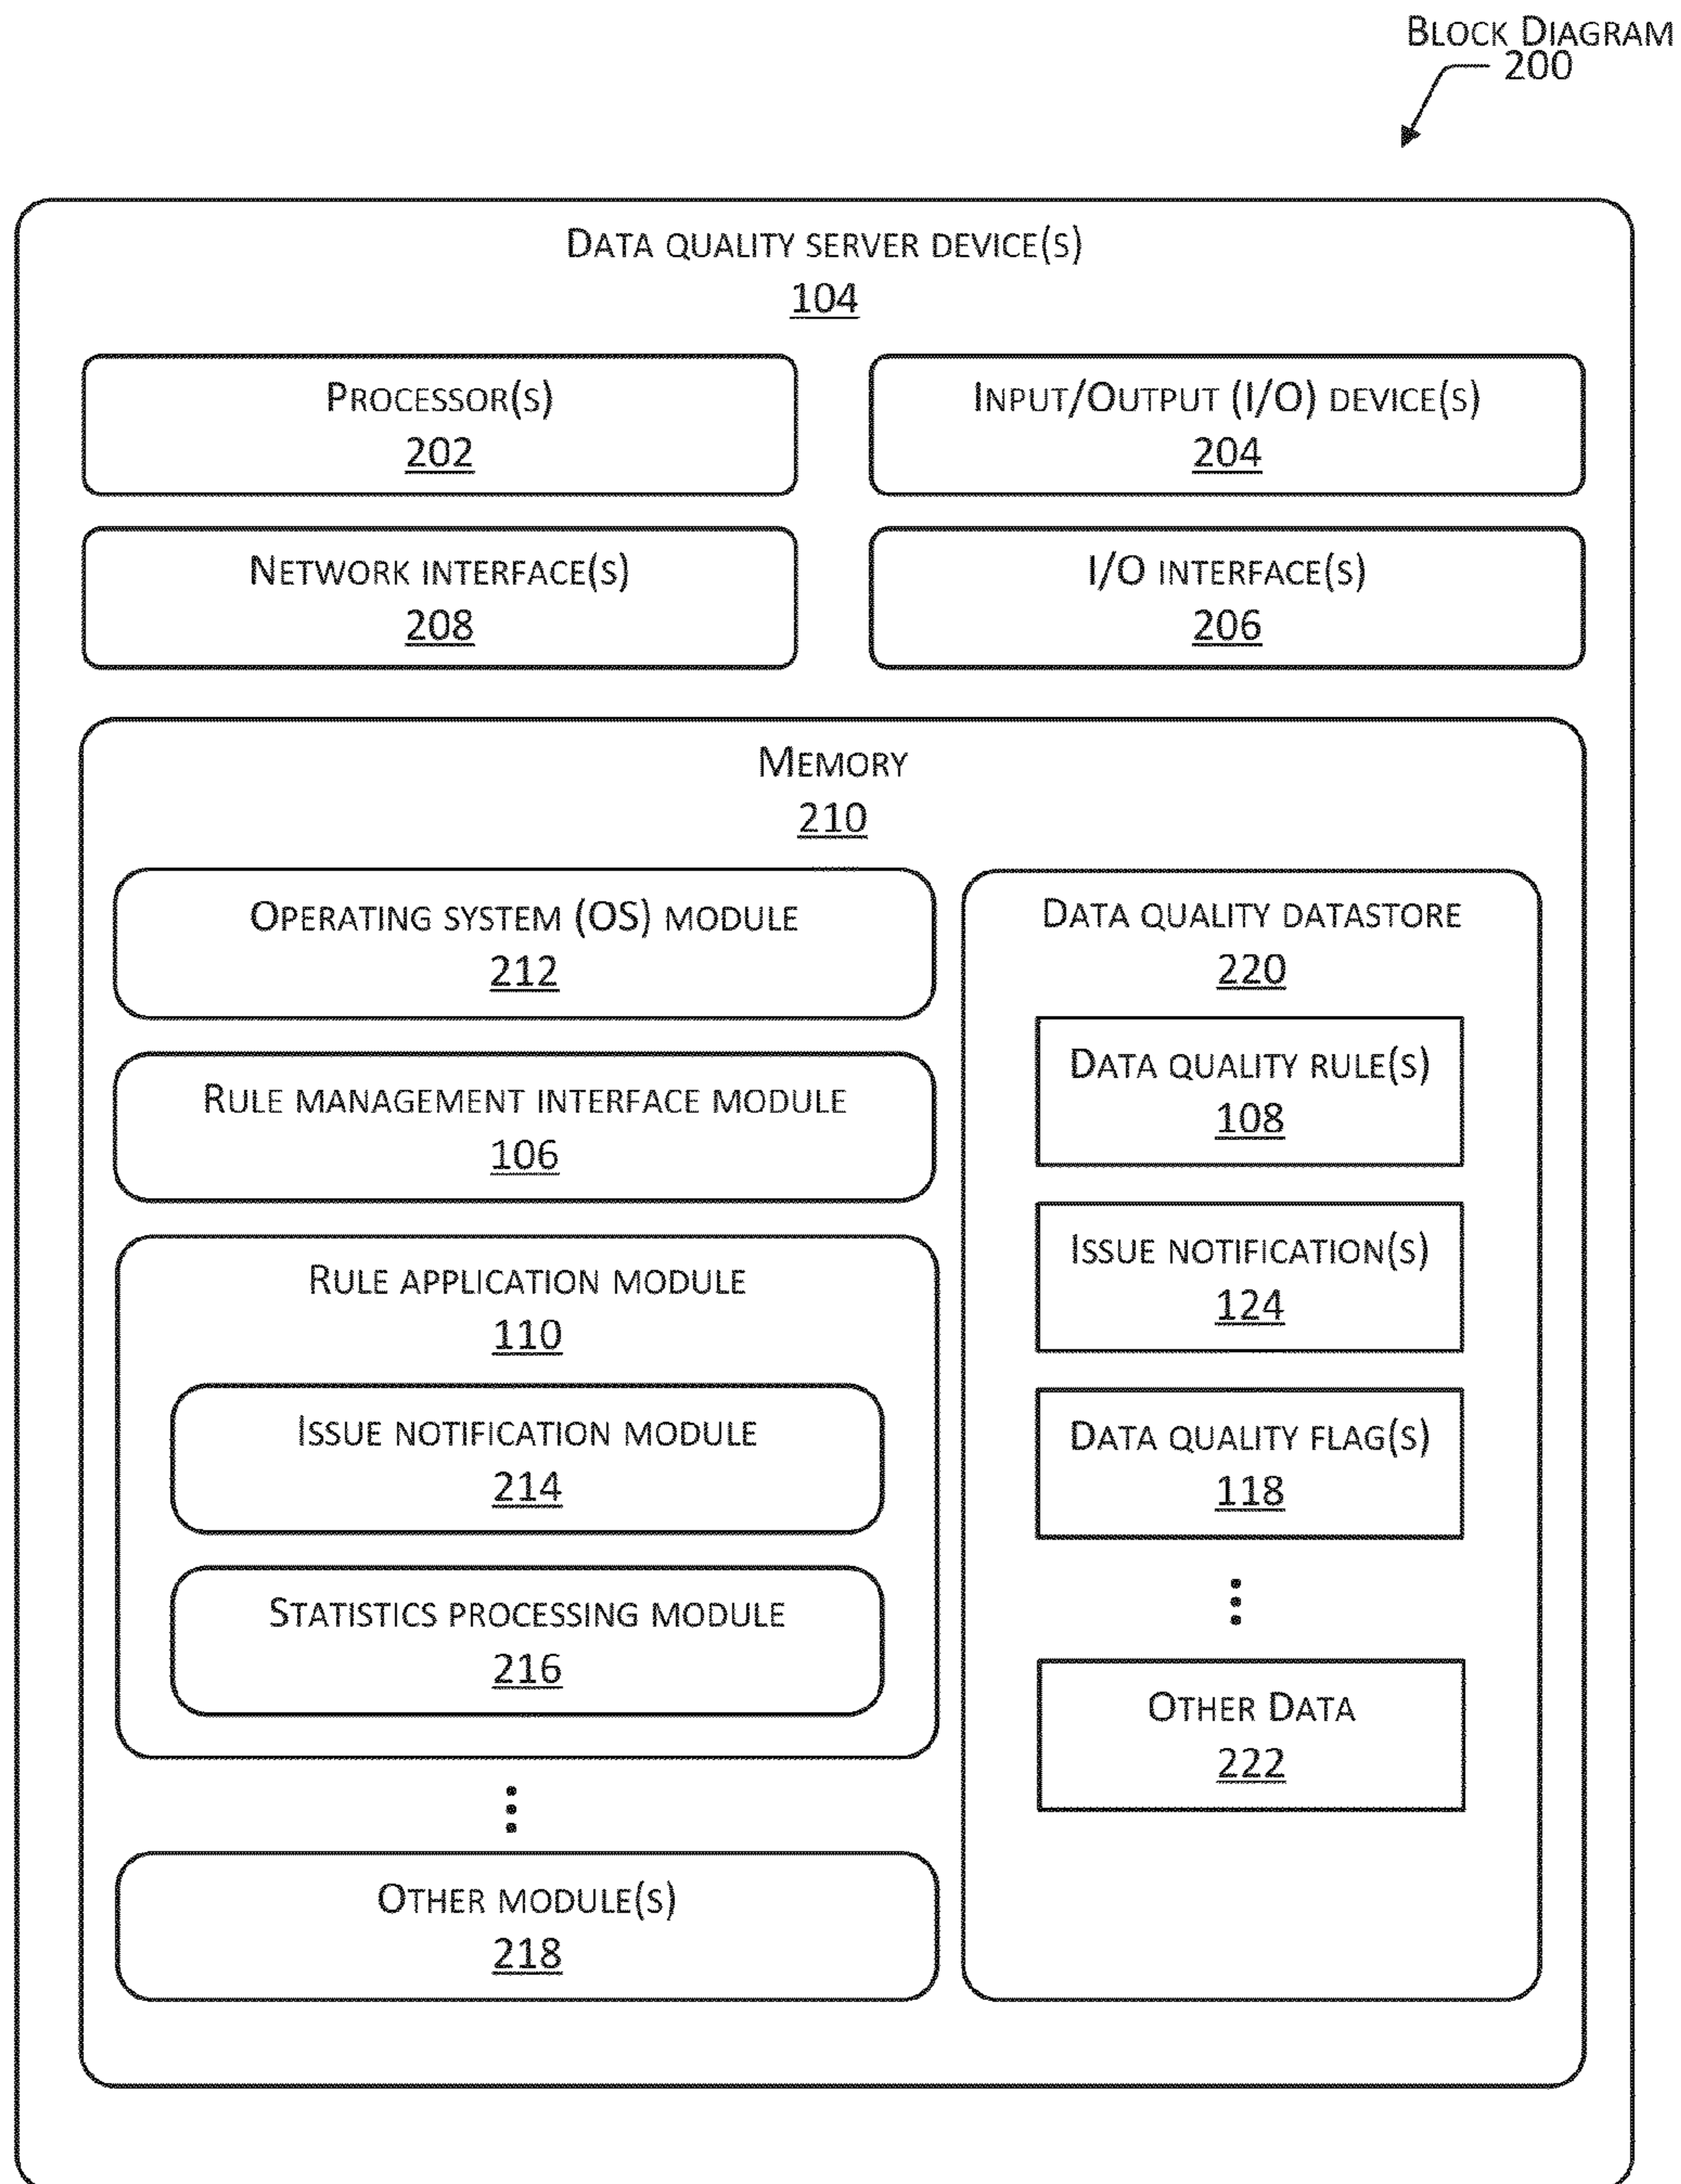 BLOCK DIAGRAM
200
DATA QUALITY SERVER DEVICE(S)
104
PROCESSOR(S)
202
INPUT/OUTPUT (I/O) DEVICE(S)
204
NETWORK INTERFACE(S)
208
I/O INTERFACE(S)
206
MEMORY
210
OPERATING SYSTEM (OS) MODULE
212
RULE MANAGEMENT INTERFACE MODULE
106
RULE APPLICATION MODULE
110
ISSUE NOTIFICATION MODULE
214
STATISTICS PROCESSING MODULE
216
OTHER MODULE(S)
218
DATA QUALITY DATASTORE
220
DATA QUALITY RULE(S)
108
ISSUE NOTIFICATION(S)
124
DATA QUALITY FLAG(S)
118
OTHER DATA
222